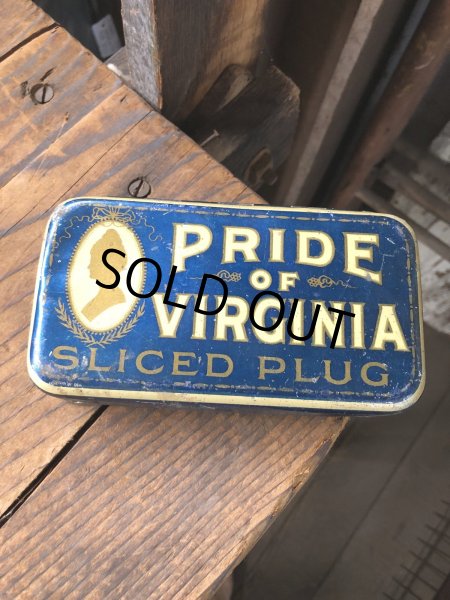 PRIDE
OF
VIRGINIA
SLICED PLUG
SOLD OUT